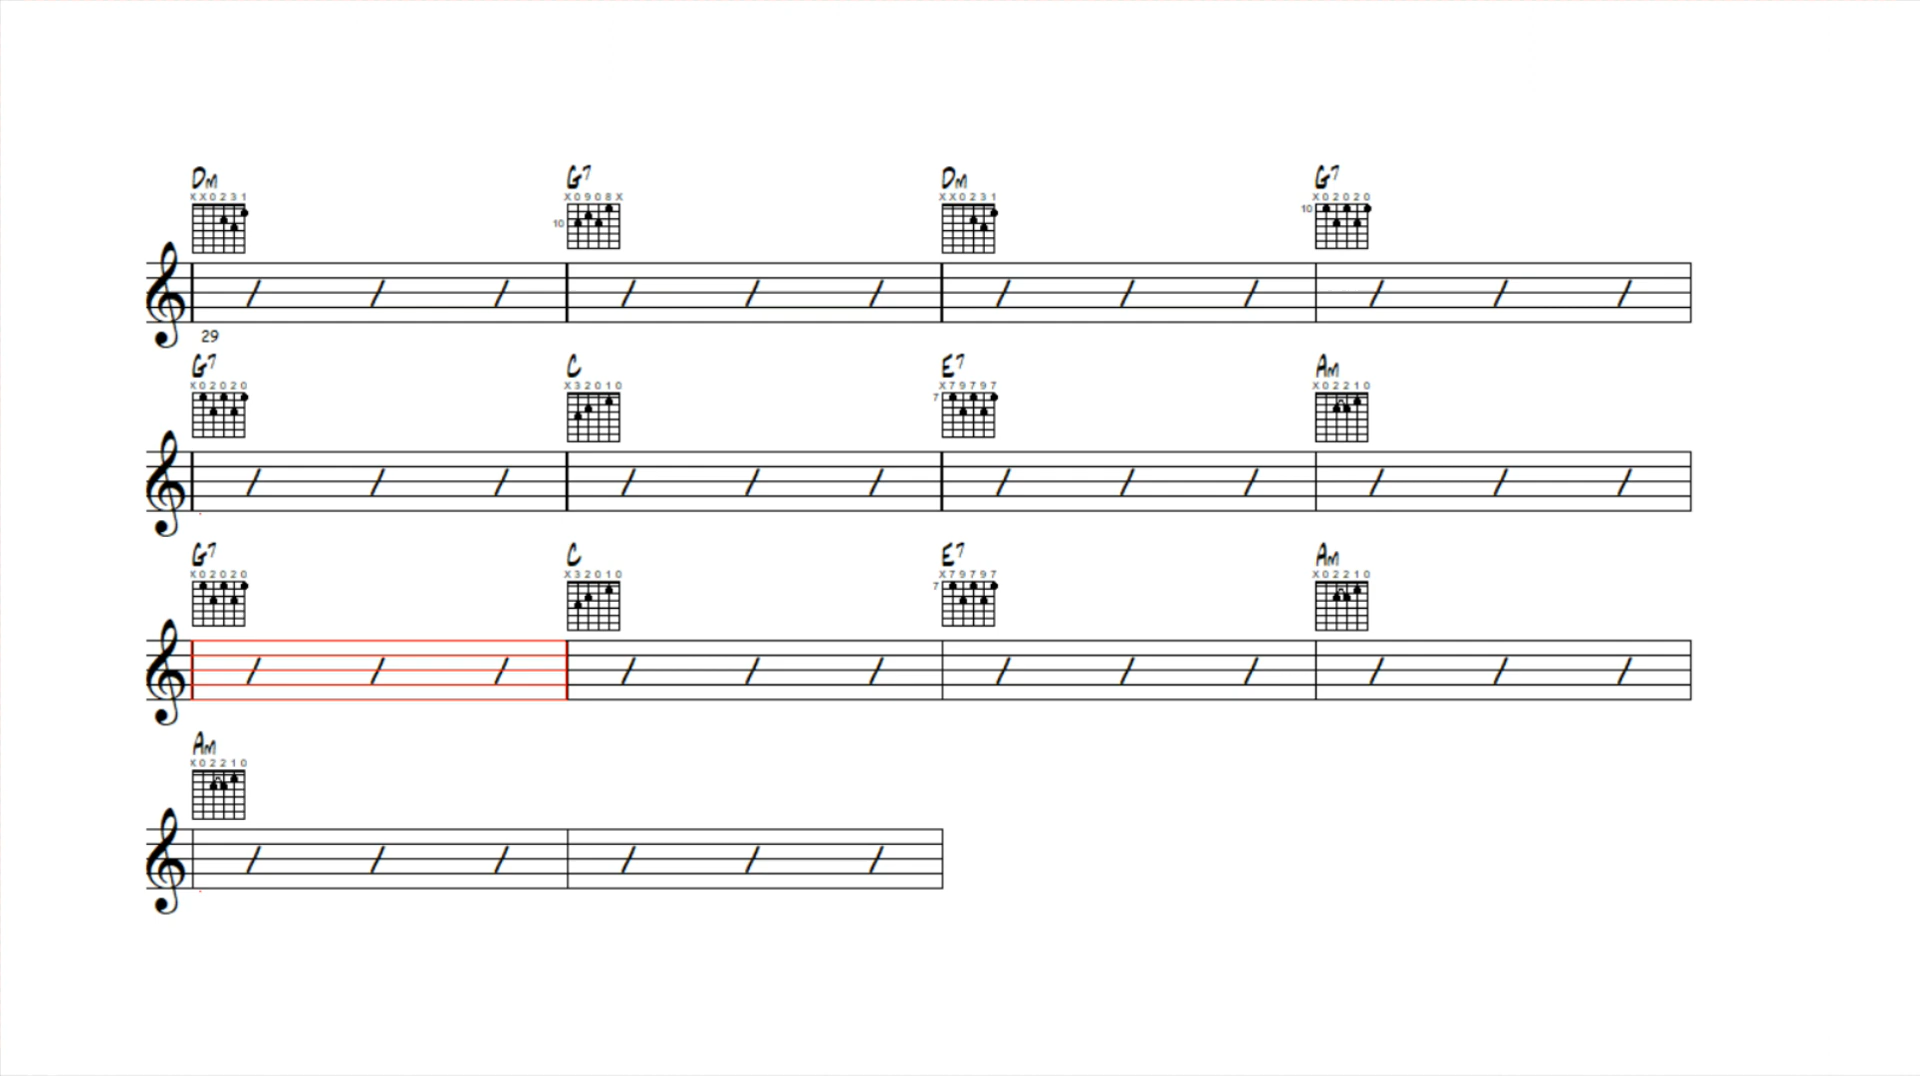 Dm G7 Dm G7
XX0231 X0908X XX0231 X02020
10 10
29
G7 C E7 Am
X02020 X32010 X79797 X02210
7
G7 C E7 Am
X02020 X32010 X79797 X02210
7
Am
X02210